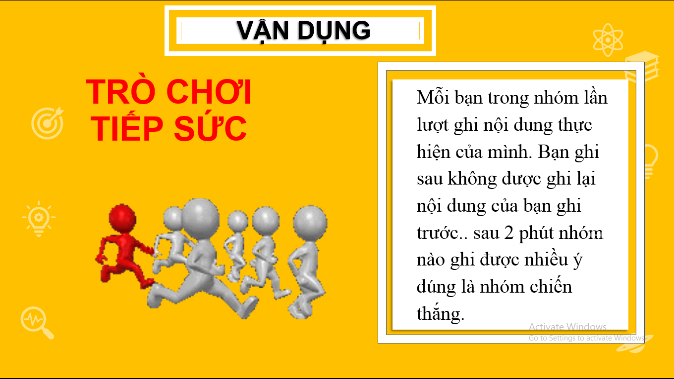 VẬN DỤNG
TRÒ CHƠI
TIẾP SỨC
Mỗi bạn trong nhóm lần
lượt ghi nội dung thực
hiện của mình. Bạn ghi
sau không được ghi lại
nội dung của bạn ghi
trước.. sau 2 phút nhóm
nào ghi được nhiều ý
đúng là nhóm chiến
thắng.
Activate Windows
Go to Settings to activate Windows.